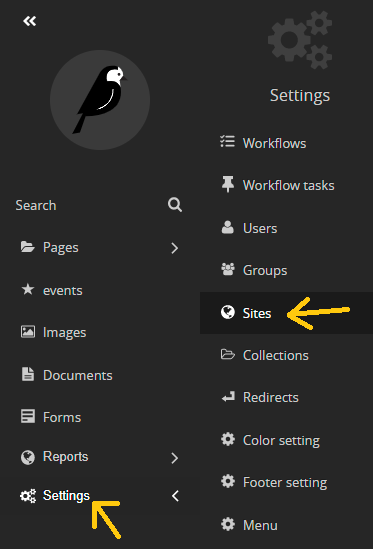 Search
Pages
events
Images
Documents
Forms
Reports
Settings
Settings
Workflows
Workflow tasks
Users
Groups
Sites
Collections
Redirects
Color setting
Footer setting
Menu